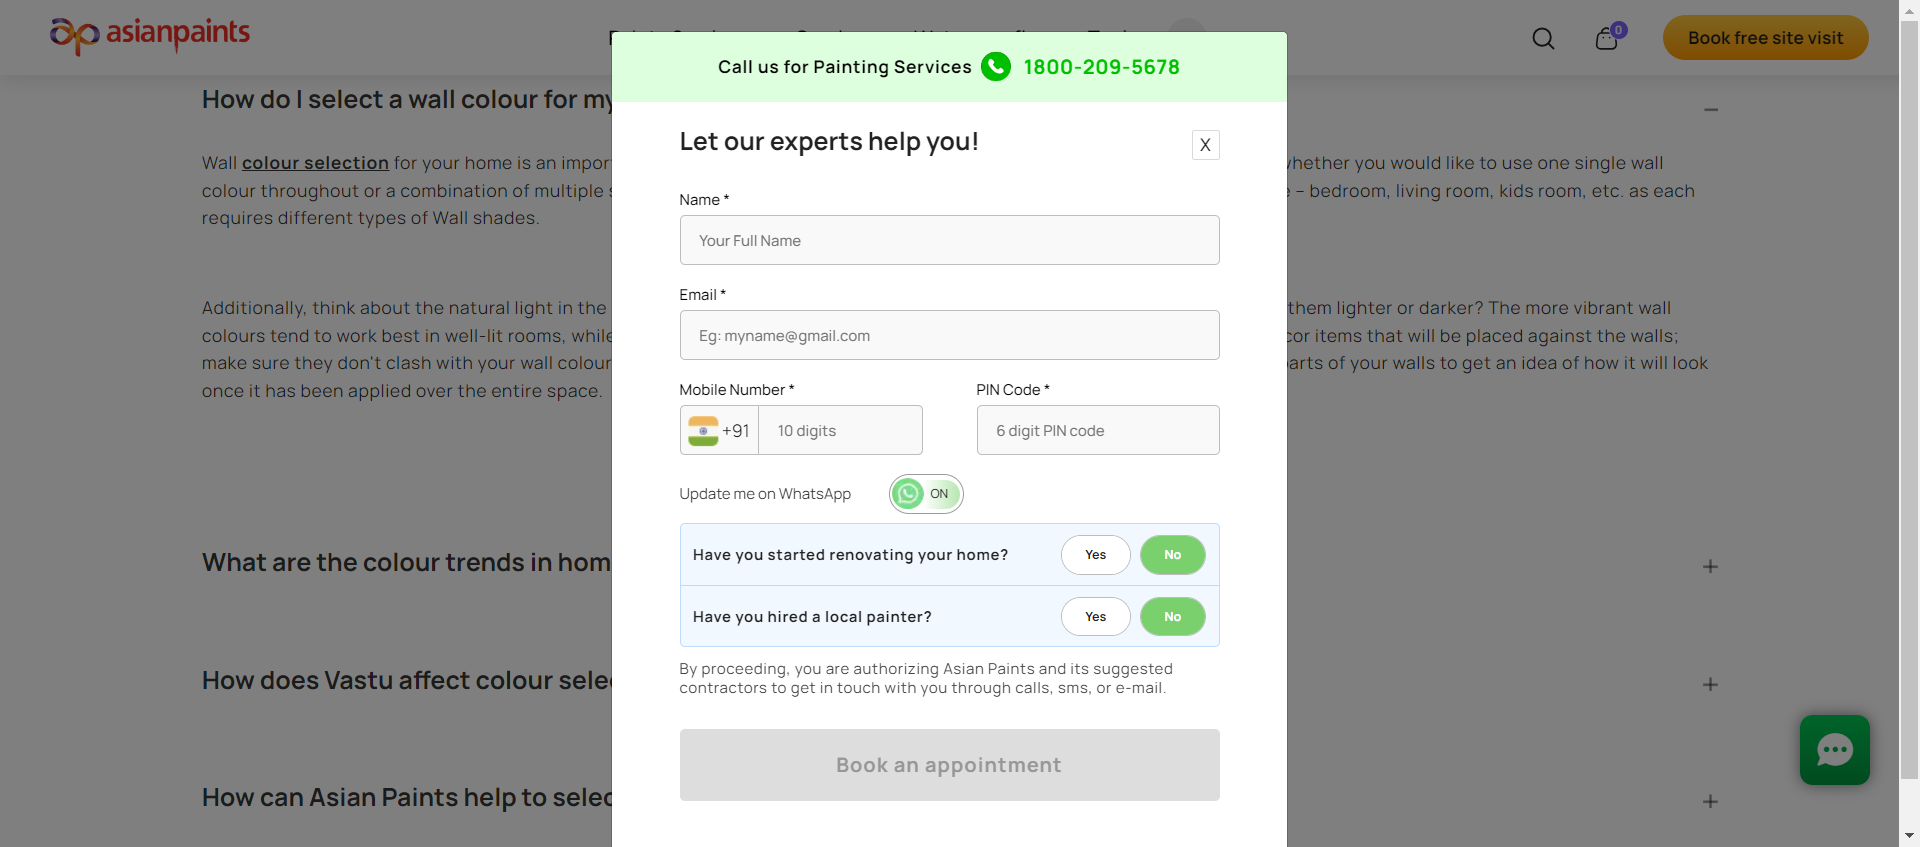 asianpaints
0
Book free site visit
Call us for Painting Services 1800-209-5678
How do I select a wall colour for my
Let our experts help you!
X
Wall colour selection for your home is an impor
whether you would like to use one single wall
colour throughout or a combination of multiple
– bedroom, living room, kids room, etc. as each
requires different types of Wall shades.
Name *
Your Full Name
Email *
Eg: myname@gmail.com
Additionally, think about the natural light in the
them lighter or darker? The more vibrant wall
colours tend to work best in well-lit rooms, while
cor items that will be placed against the walls;
make sure they don't clash with your wall colour
parts of your walls to get an idea of how it will look
once it has been applied over the entire space.
Mobile Number *
PIN Code *
+91
10 digits
6 digit PIN code
Update me on WhatsApp
ON
What are the colour trends in hom
Have you started renovating your home?
Yes
No
Have you hired a local painter?
Yes
No
By proceeding, you are authorizing Asian Paints and its suggested
contractors to get in touch with you through calls, sms, or e-mail.
How does Vastu affect colour sele
Book an appointment
How can Asian Paints help to selec